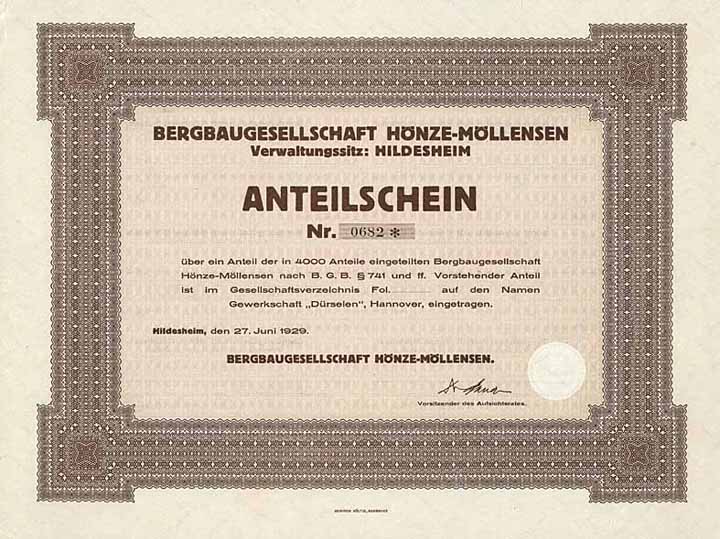 BERGBAUGESELLSCHAFT HÖNZE-MÖLLENSEN
Verwaltungssitz: HILDESHEIM
ANTEILSCHEIN
Nr. 0682 *
über ein Anteil der in 4000 Anteile eingeteilten Bergbaugesellschaft
Hönze-Möllensen nach B. G. B. § 741 und ff. Vorstehender Anteil
ist im Gesellschaftsverzeichnis Fol. auf den Namen
Gewerkschaft „Dürselen", Hannover, eingetragen.
Hildesheim, den 27. Juni 1929.
BERGBAUGESELLSCHAFT HÖNZE-MÖLLENSEN.
Vorsitzender des Aufsichtsrates.